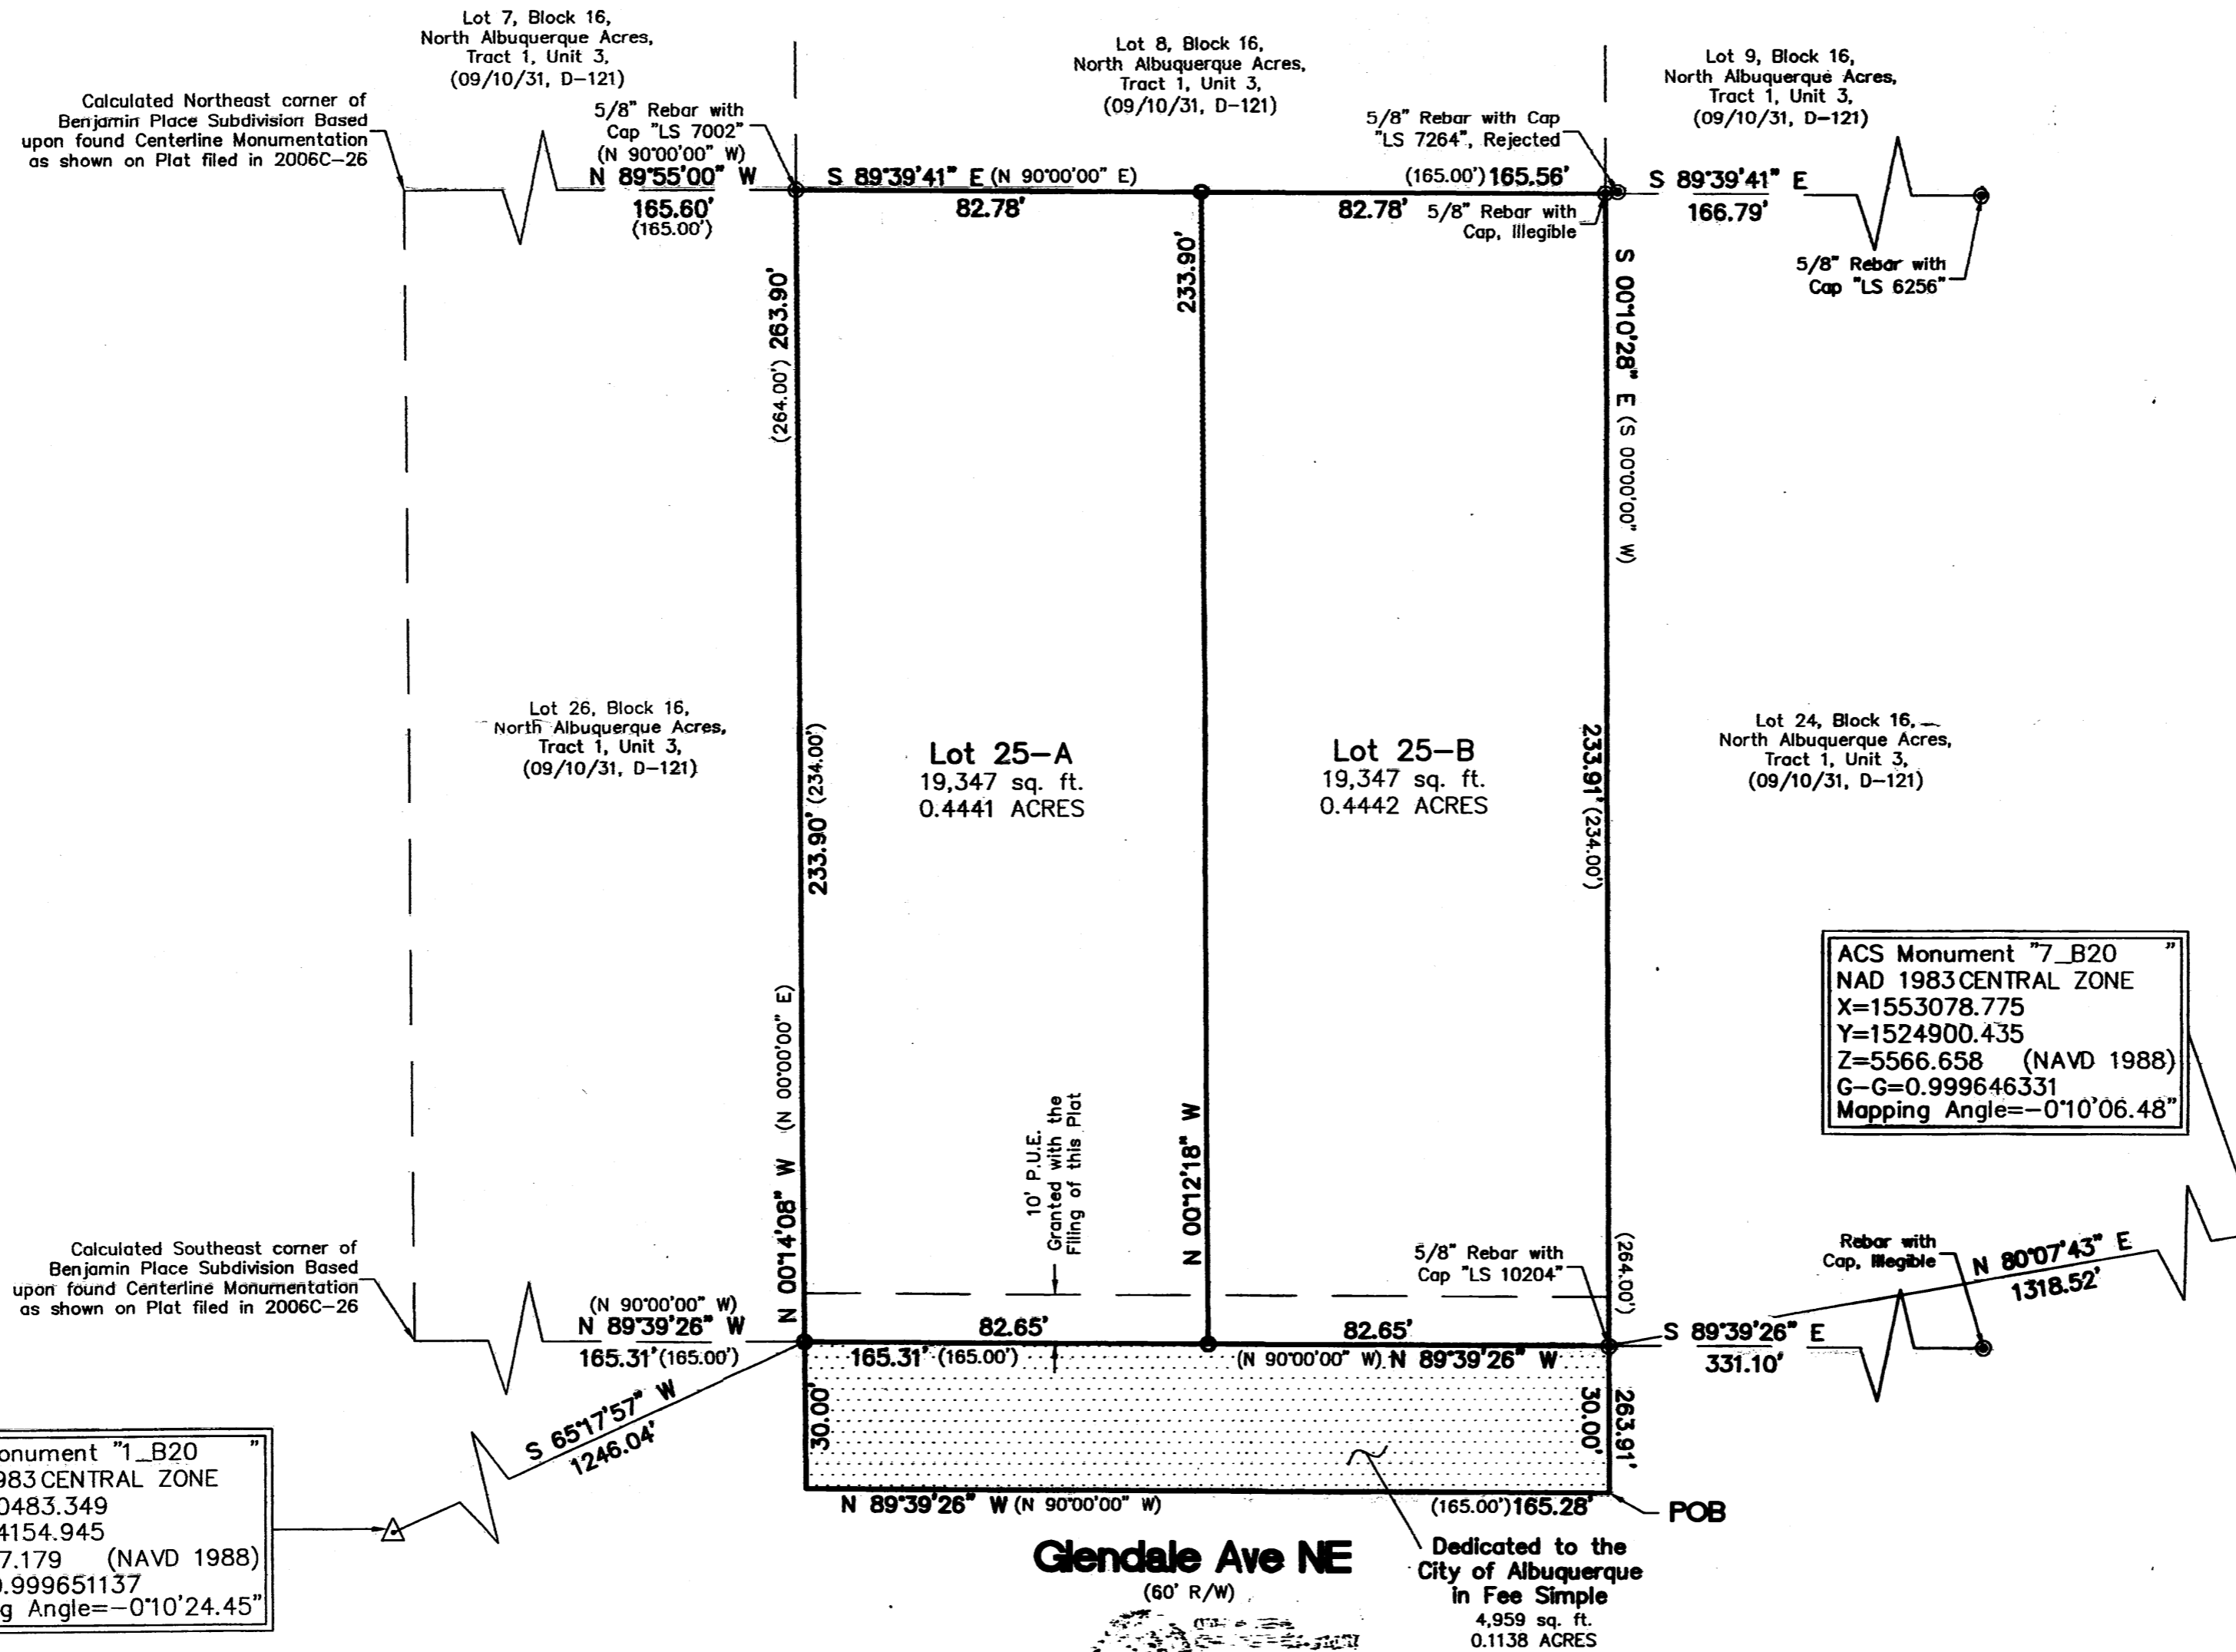 Lot 7, Block 16,
North Albuquerque Acres,
Tract 1, Unit 3,
(09/10/31, D-121)
Lot 8, Block 16,
North Albuquerque Acres,
Tract 1, Unit 3,
(09/10/31, D-121)
Lot 9, Block 16,
North Albuquerque Acres,
Tract 1, Unit 3,
(09/10/31, D-121)
Calculated Northeast corner of
Benjamin Place Subdivision Based
upon found Centerline Monumentation
as shown on Plat filed in 2006C-26
5/8" Rebar with
Cap "LS 7002"
(N 90°00'00" W)
N 89°55'00" W
165.60'
(165.00')
S 89°39'41" E (N 90°00'00" E)
82.78'
5/8" Rebar with Cap
"LS 7264", Rejected
(165.00') 165.56'
82.78'
5/8" Rebar with
Cap, Illegible
S 89°39'41" E
166.79'
5/8" Rebar with
Cap "LS 6256"
(264.00') 263.90'
233.90'
S 00°10'28" E (S 00°00'00" W)
Lot 26, Block 16,
North Albuquerque Acres,
Tract 1, Unit 3,
(09/10/31, D-121)
233.90' (234.00')
Lot 25-A
19,347 sq. ft.
0.4441 ACRES
Lot 25-B
19,347 sq. ft.
0.4442 ACRES
233.91' (234.00')
Lot 24, Block 16,
North Albuquerque Acres,
Tract 1, Unit 3,
(09/10/31, D-121)
ACS Monument "7_B20 "
NAD 1983 CENTRAL ZONE
X=1553078.775
Y=1524900.435
Z=5566.658 (NAVD 1988)
G-G=0.999646331
Mapping Angle=-0°10'06.48"
N 00°14'08" W (N 00°00'00" E)
10' P.U.E.
Granted with the
Filing of this Plat
N 00°12'18" W
Calculated Southeast corner of
Benjamin Place Subdivision Based
upon found Centerline Monumentation
as shown on Plat filed in 2006C-26
(N 90°00'00" W)
N 89°39'26" W
165.31' (165.00')
82.65'
165.31' (165.00')
82.65'
(N 90°00'00" W) N 89°39'26" W
5/8" Rebar with
Cap "LS 10204"
(264.00')
Rebar with
Cap, Illegible
N 80°07'43" E
1318.52'
S 89°39'26" E
331.10'
S 65°17'57" W
1246.04'
30.00'
30.00'
263.91'
onument "1_B20 "
983 CENTRAL ZONE
0483.349
4154.945
7.179 (NAVD 1988)
0.999651137
g Angle=-0°10'24.45"
N 89°39'26" W (N 90°00'00" W)
(165.00') 165.28'
POB
Glendale Ave NE
(60' R/W)
Dedicated to the
City of Albuquerque
in Fee Simple
4,959 sq. ft.
0.1138 ACRES